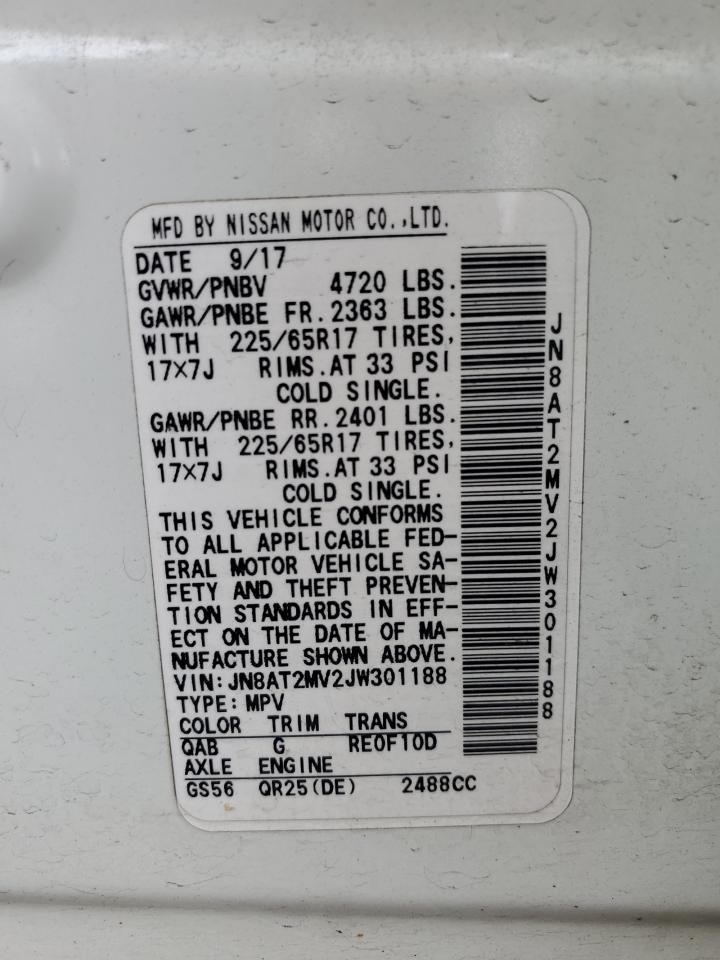 MFD BY NISSAN MOTOR CO.,LTD.
DATE 9/17
GVWR/PNBV 4720 LBS.
GAWR/PNBE FR.2363 LBS.
WITH 225/65R17 TIRES,
17×7J RIMS.AT 33 PSI
COLD SINGLE.
GAWR/PNBE RR.2401 LBS.
WITH 225/65R17 TIRES,
17×7J RIMS.AT 33 PSI
COLD SINGLE.
THIS VEHICLE CONFORMS
TO ALL APPLICABLE FED-
ERAL MOTOR VEHICLE SA-
FETY AND THEFT PREVEN-
TION STANDARDS IN EFF-
ECT ON THE DATE OF MA-
NUFACTURE SHOWN ABOVE.
VIN:JN8AT2MV2JW301188
TYPE:MPV
COLOR TRIM TRANS
QAB G RE0F10D
AXLE ENGINE
GS56 QR25(DE) 2488CC
JN8AT2MV2JW301188